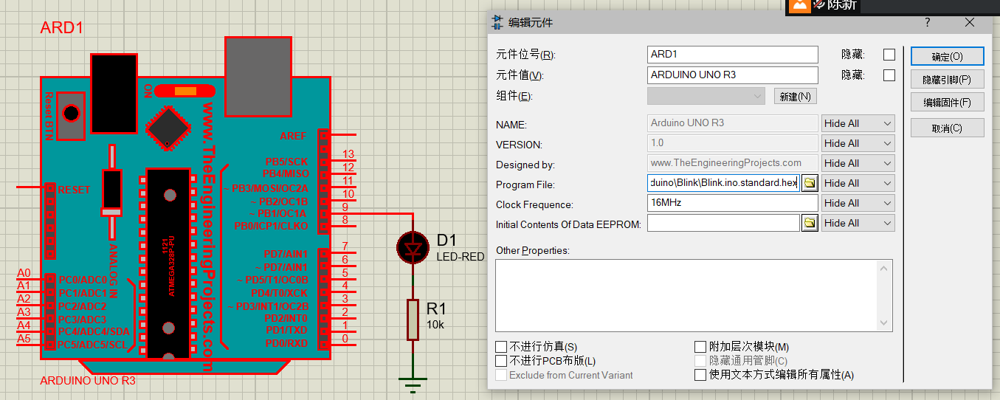 陈新
ARD1
Reset BTN
ON
www.TheEngineeringProjects.com
1121
ATMEGA328P-PU
ANALOG IN
RESET
AREF
PB5/SCK
13
PB4/MISO
12
~ PB3/MOSI/OC2A
11
~ PB2/OC1B
10
~ PB1/OC1A
9
PB0/ICP1/CLKO
8
PD7/AIN1
7
~ PD7/AIN1
6
~ PD5/T1/OC0B
5
PD4/T0/XCK
4
~ PD3/INT1/OC2B
3
PD2/INT0
2
PD1/TXD
1
PD0/RXD
0
A0
PC0/ADC0
A1
PC1/ADC1
A2
PC2/ADC2
A3
PC3/ADC3
A4
PC4/ADC4/SDA
A5
PC5/ADC5/SCL
ARDUINO UNO R3
D1
LED-RED
R1
10k
编辑元件
?
元件位号(R): ARD1 隐藏:
元件值(V): ARDUINO UNO R3 隐藏:
组件(E): 新建(N)
NAME: Arduino UNO R3 Hide All
VERSION: 1.0 Hide All
Designed by: www.TheEngineeringProjects.com Hide All
Program File: duino\Blink\Blink.ino.standard.hex Hide All
Clock Frequence: 16MHz Hide All
Initial Contents Of Data EEPROM: Hide All
Other Properties:
不进行仿真(S) 附加层次模块(M)
不进行PCB布版(L) 隐藏通用管脚(C)
Exclude from Current Variant 使用文本方式编辑所有属性(A)
确定(O)
隐藏引脚(P)
编辑固件(F)
取消(C)